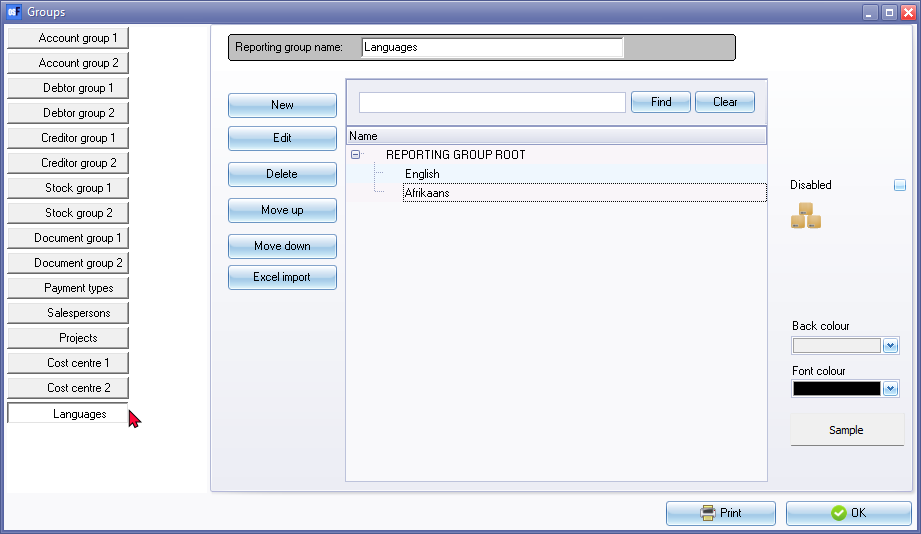 Groups
Account group 1
Account group 2
Debtor group 1
Debtor group 2
Creditor group 1
Creditor group 2
Stock group 1
Stock group 2
Document group 1
Document group 2
Payment types
Salespersons
Projects
Cost centre 1
Cost centre 2
Languages
Reporting group name: Languages
New
Edit
Delete
Move up
Move down
Excel import
Find Clear
Name
REPORTING GROUP ROOT
English
Afrikaans
Disabled
Back colour
Font colour
Sample
Print OK